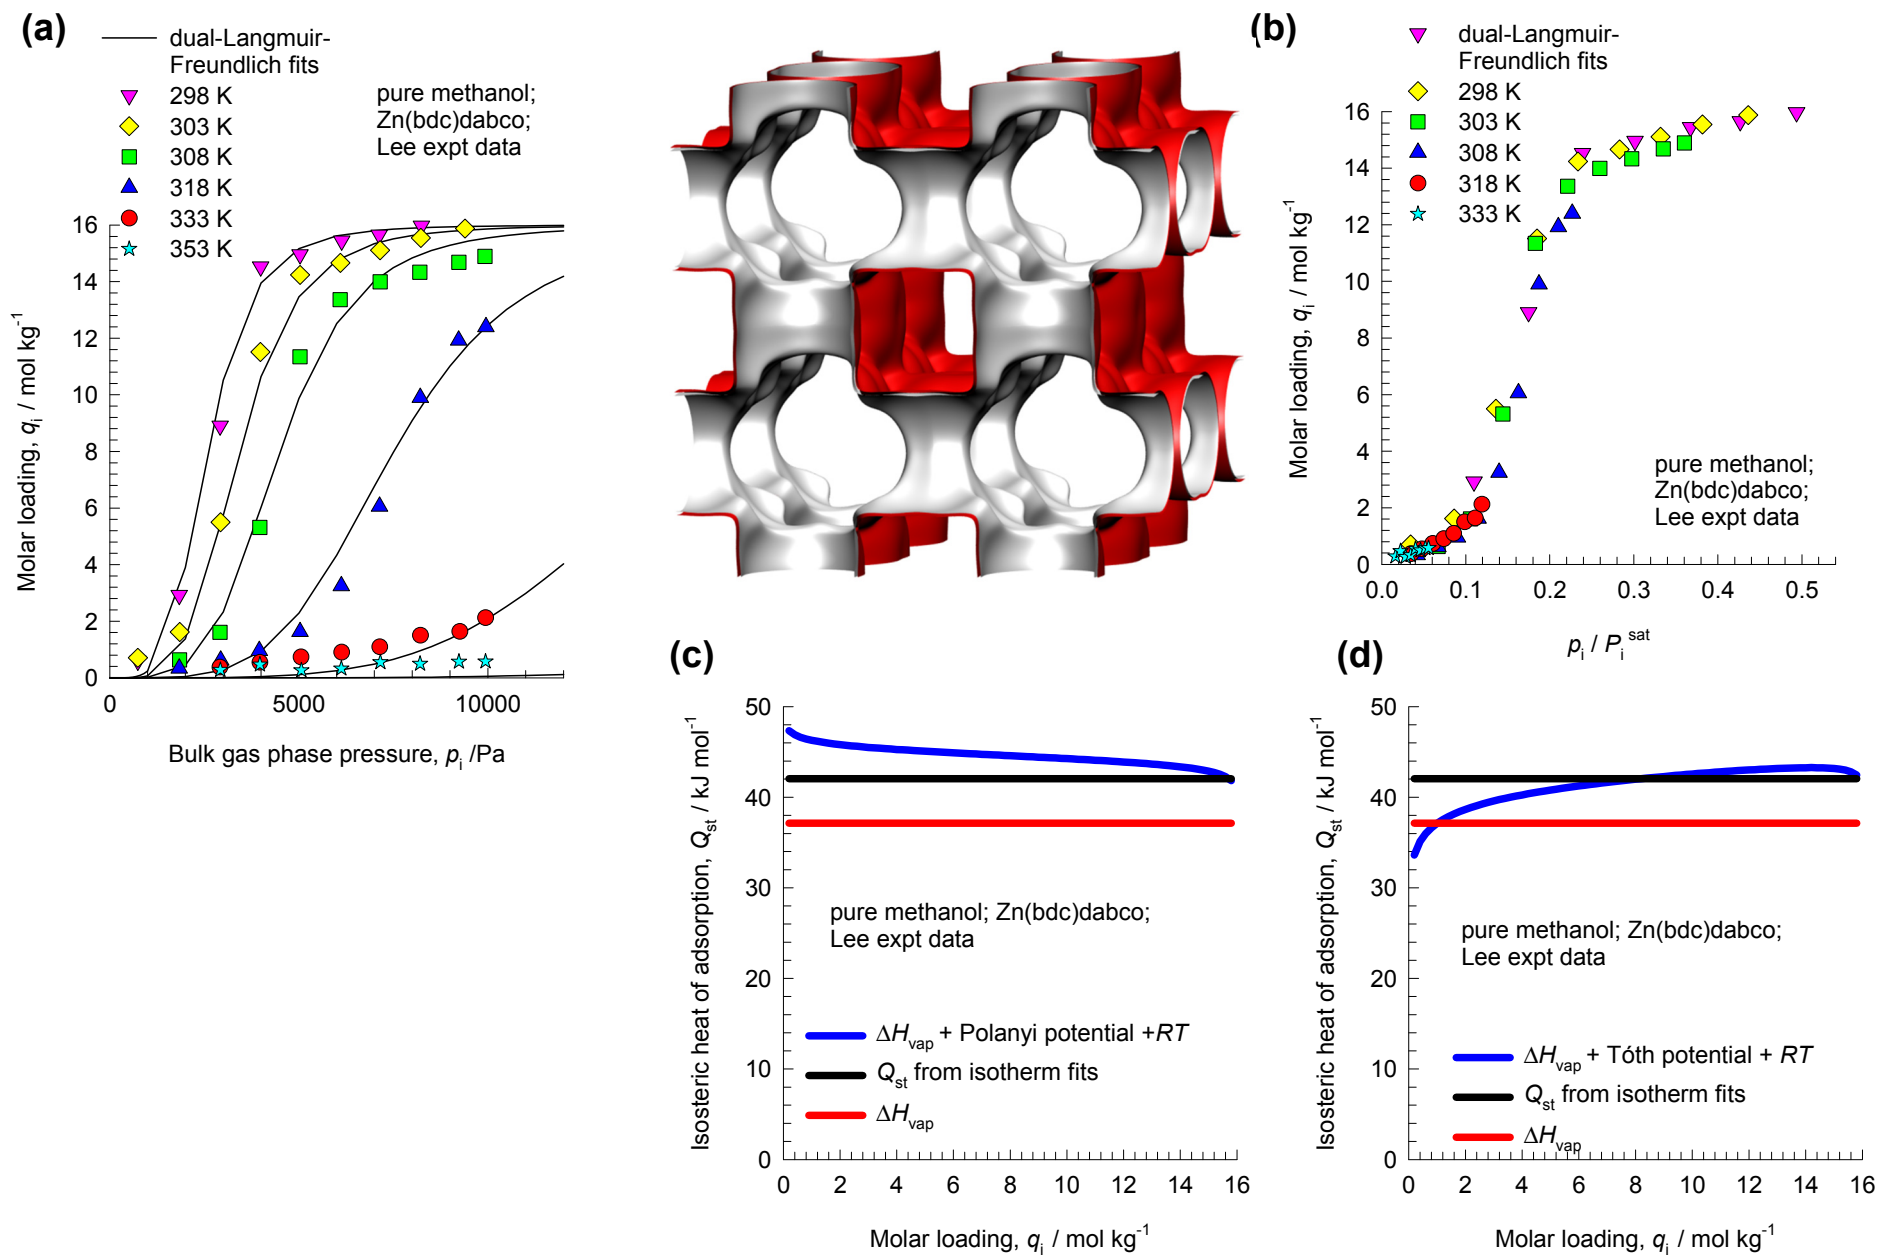 (a)
dual-Langmuir-
Freundlich fits
298 K
303 K
308 K
318 K
333 K
353 K
pure methanol;
Zn(bdc)dabco;
Lee expt data
16
14
12
10
8
6
4
2
0
0 5000 10000
Molar loading, qi / mol kg-1
Bulk gas phase pressure, pi /Pa
(b)
dual-Langmuir-
Freundlich fits
298 K
303 K
308 K
318 K
333 K
16
14
12
10
8
6
4
2
0
0.0 0.1 0.2 0.3 0.4 0.5
Molar loading, qi / mol kg-1
pure methanol;
Zn(bdc)dabco;
Lee expt data
pi / Pisat
(c)
50
40
30
20
10
0
0 2 4 6 8 10 12 14 16
Isosteric heat of adsorption, Qst / kJ mol-1
pure methanol; Zn(bdc)dabco;
Lee expt data
ΔHvap + Polanyi potential +RT
Qst from isotherm fits
ΔHvap
Molar loading, qi / mol kg-1
(d)
50
40
30
20
10
0
0 2 4 6 8 10 12 14 16
Isosteric heat of adsorption, Qst / kJ mol-1
pure methanol; Zn(bdc)dabco;
Lee expt data
ΔHvap + Tóth potential + RT
Qst from isotherm fits
ΔHvap
Molar loading, qi / mol kg-1